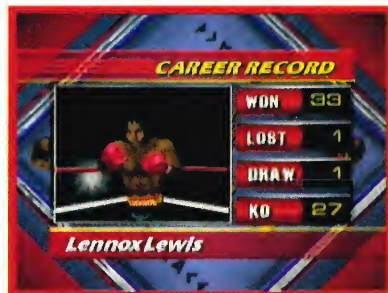 CAREER RECORD
WON 33
LOST 1
DRAW 1
KO 27
Lennox Lewis